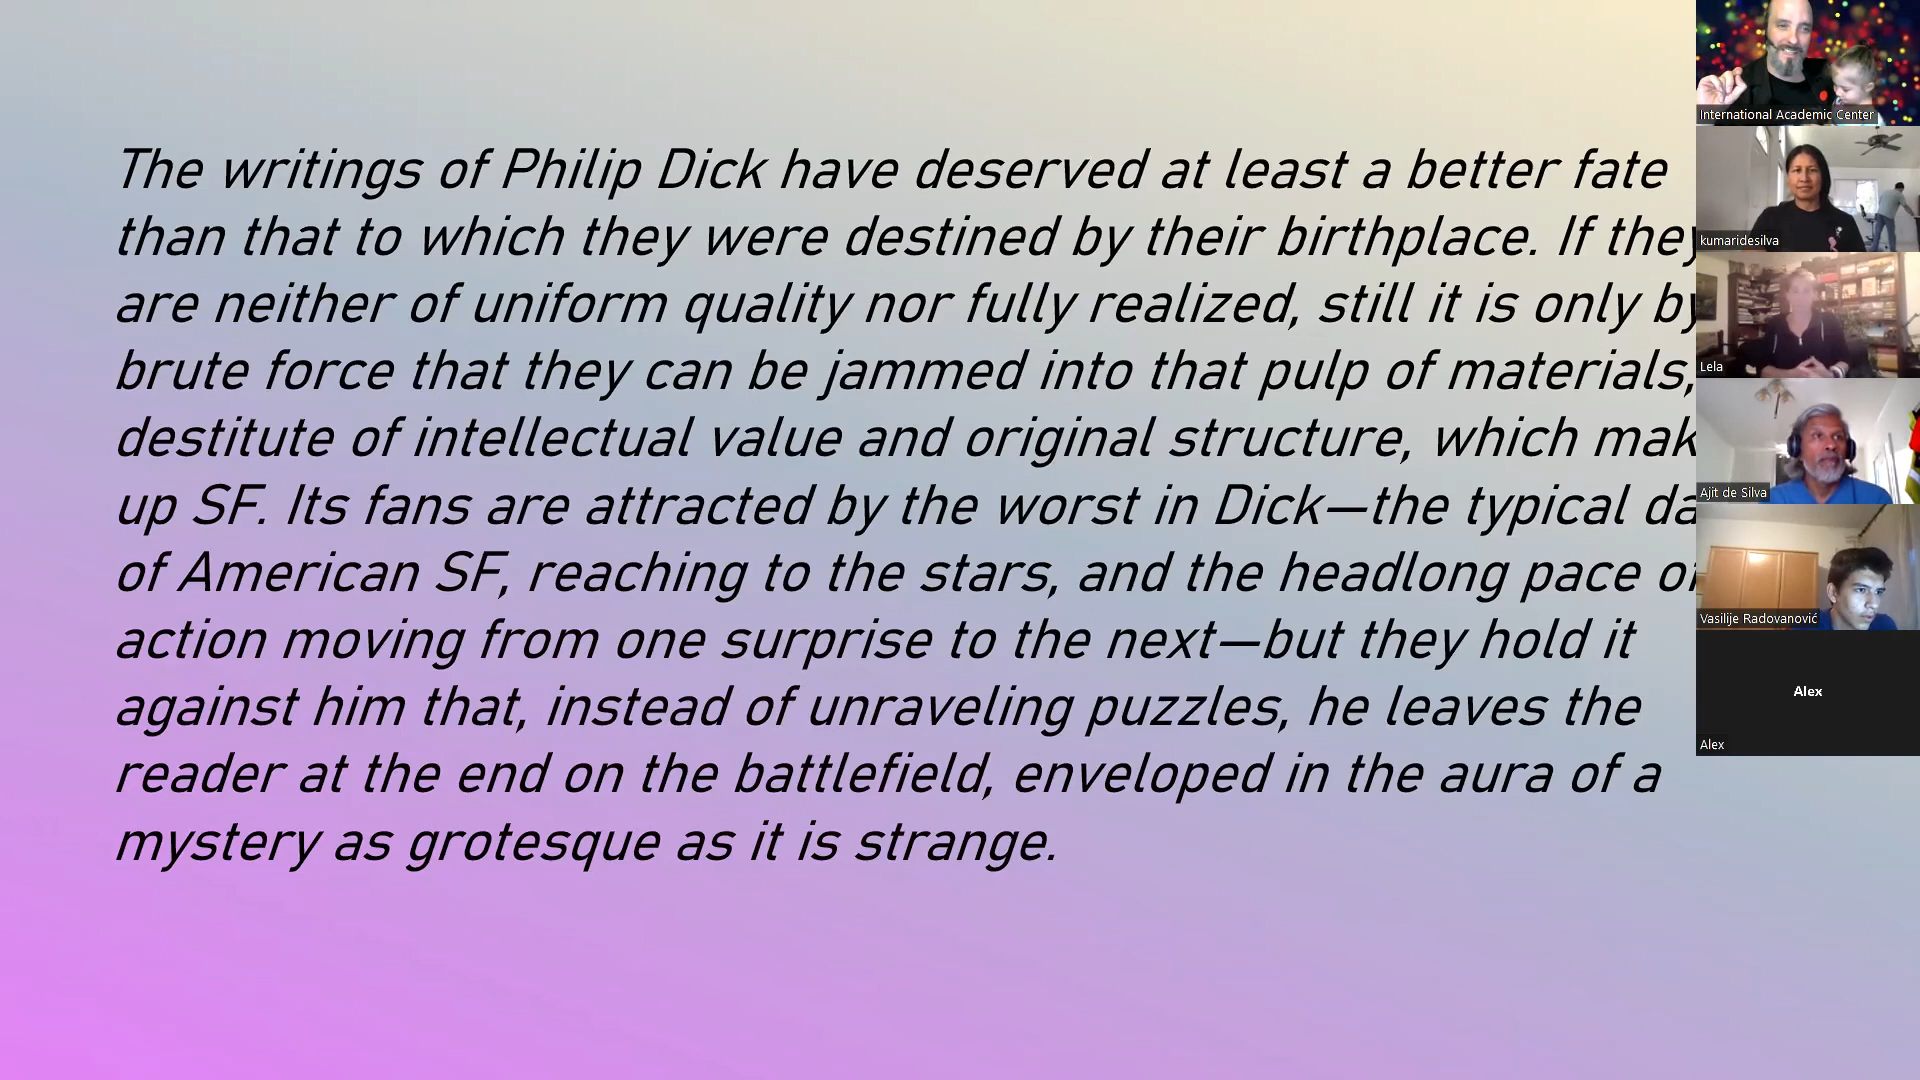 The writings of Philip Dick have deserved at least a better fate
than that to which they were destined by their birthplace. If they
are neither of uniform quality nor fully realized, still it is only by
brute force that they can be jammed into that pulp of materials,
destitute of intellectual value and original structure, which mak
up SF. Its fans are attracted by the worst in Dick—the typical da
of American SF, reaching to the stars, and the headlong pace of
action moving from one surprise to the next—but they hold it
against him that, instead of unraveling puzzles, he leaves the
reader at the end on the battlefield, enveloped in the aura of a
mystery as grotesque as it is strange.
International Academic Center
kumaridesilva
Lela
Ajit de Silva
Vasilije Radovanović
Alex
Alex